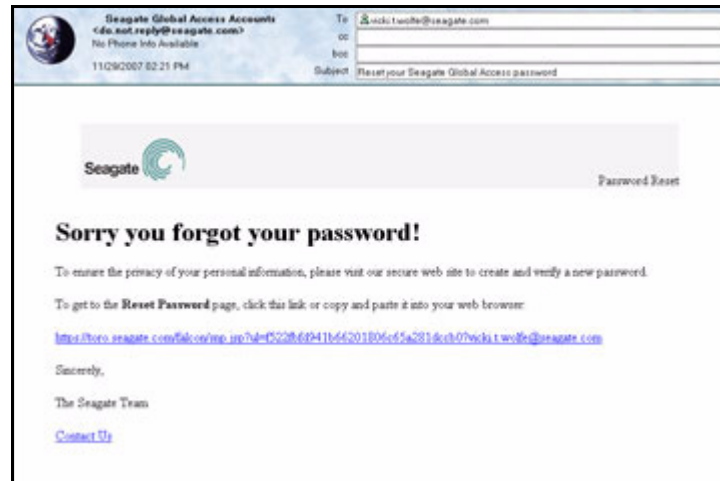 Seagate Global Access Accounts
<do.not.reply@seagate.com>
No Phone Info Available
11/29/2007 02:21 PM
To vicki.t.wolfe@seagate.com
cc
bcc
Subject Reset your Seagate Global Access password
Seagate
Password Reset
Sorry you forgot your password!
To ensure the privacy of your personal information, please visit our secure web site to create and verify a new password.
To get to the Reset Password page, click this link or copy and paste it into your web browser:
Sincerely,
The Seagate Team
Contact Us